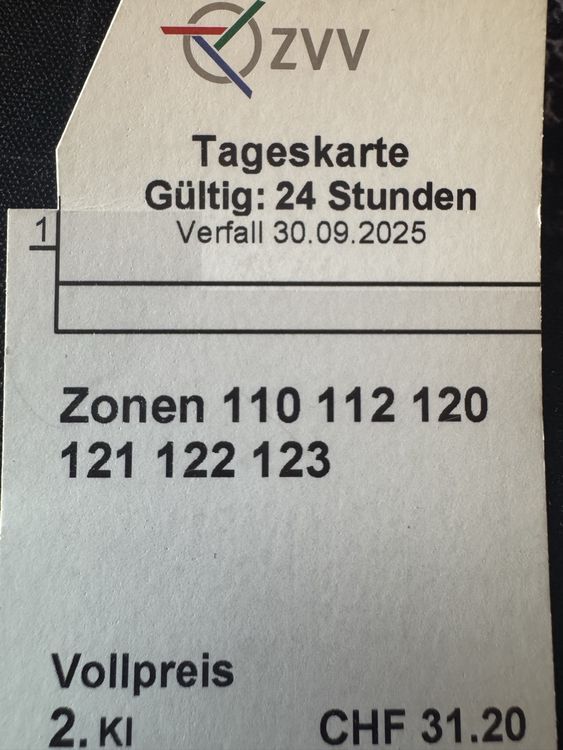 ZVV
Tageskarte
Gültig: 24 Stunden
Verfall 30.09.2025
1
Zonen 110 112 120
121 122 123
Vollpreis
2. Kl CHF 31.20